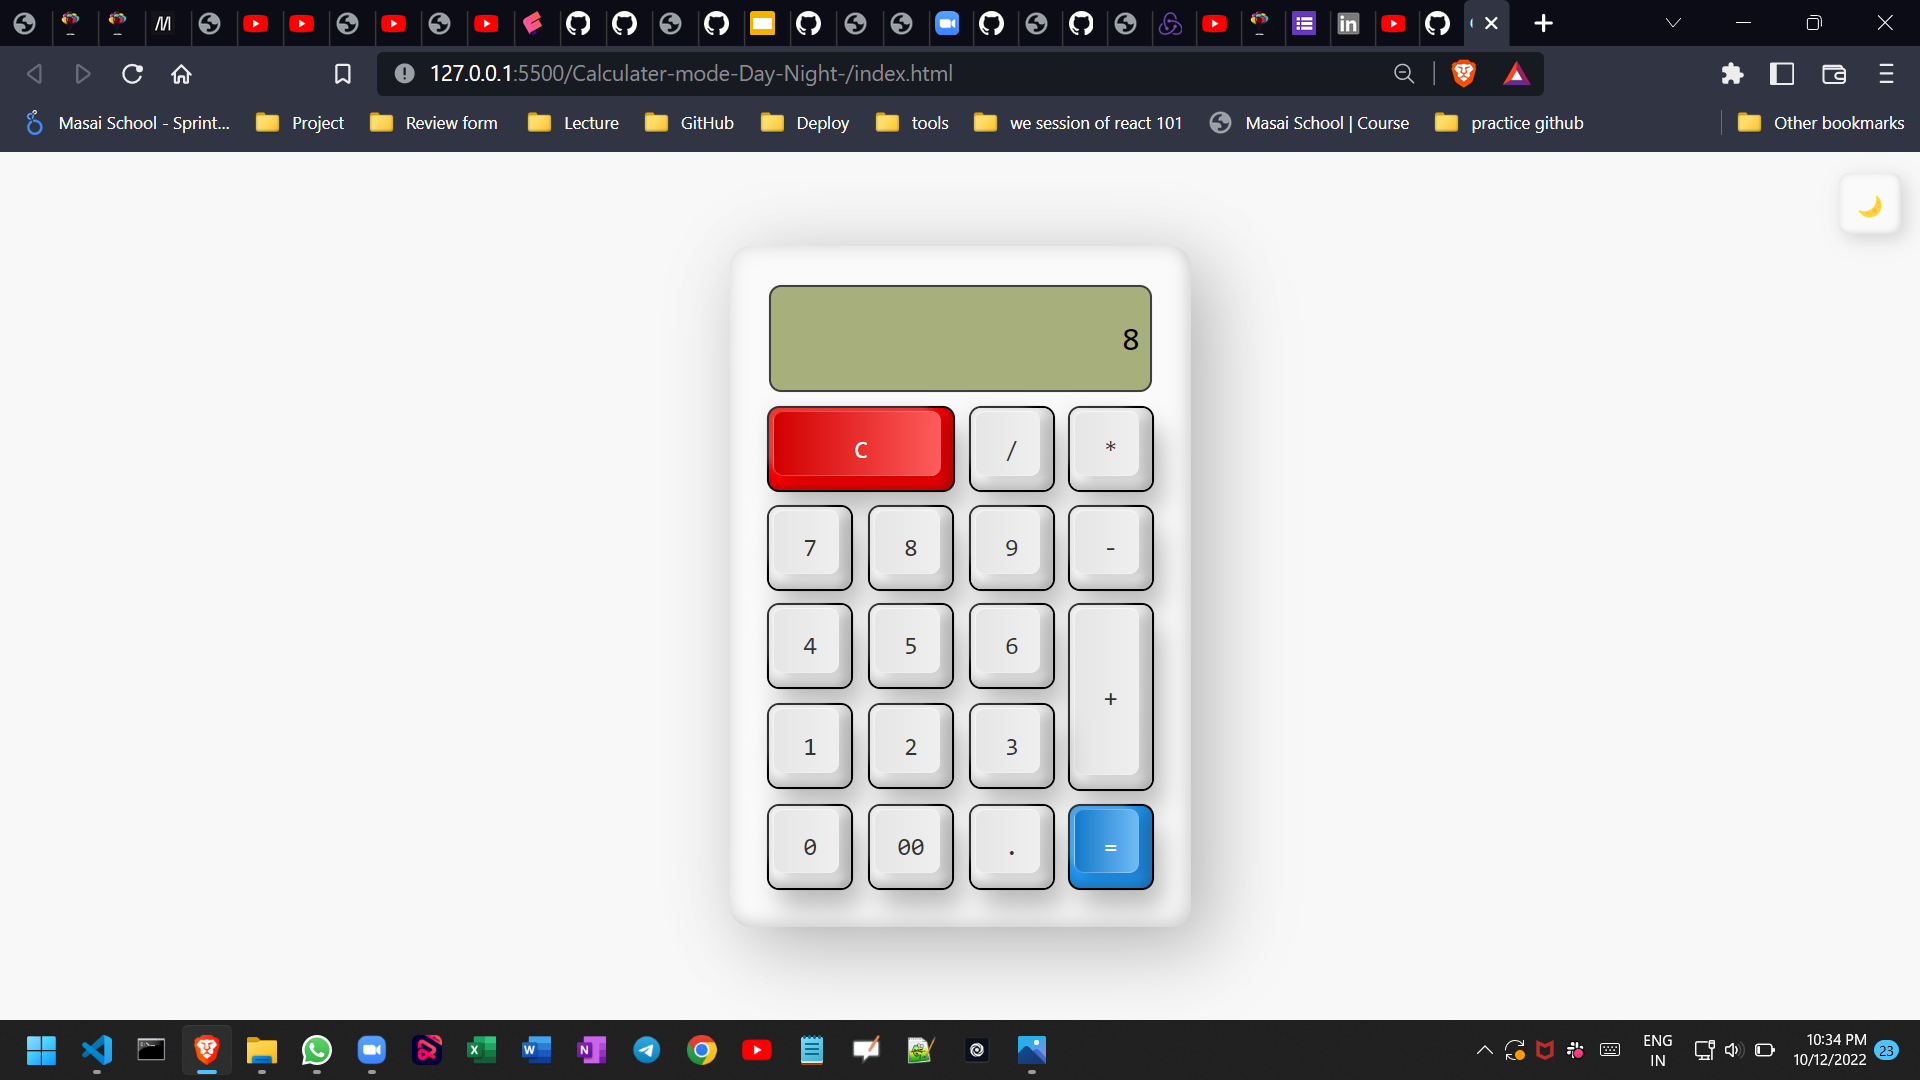 127.0.0.1:5500/Calculater-mode-Day-Night-/index.html
Masai School - Sprint... Project Review form Lecture GitHub Deploy tools we session of react 101 Masai School | Course practice github Other bookmarks
8
C / *
7 8 9 -
4 5 6
+
1 2 3
0 00 . =
ENG 10:34 PM
IN 10/12/2022 23